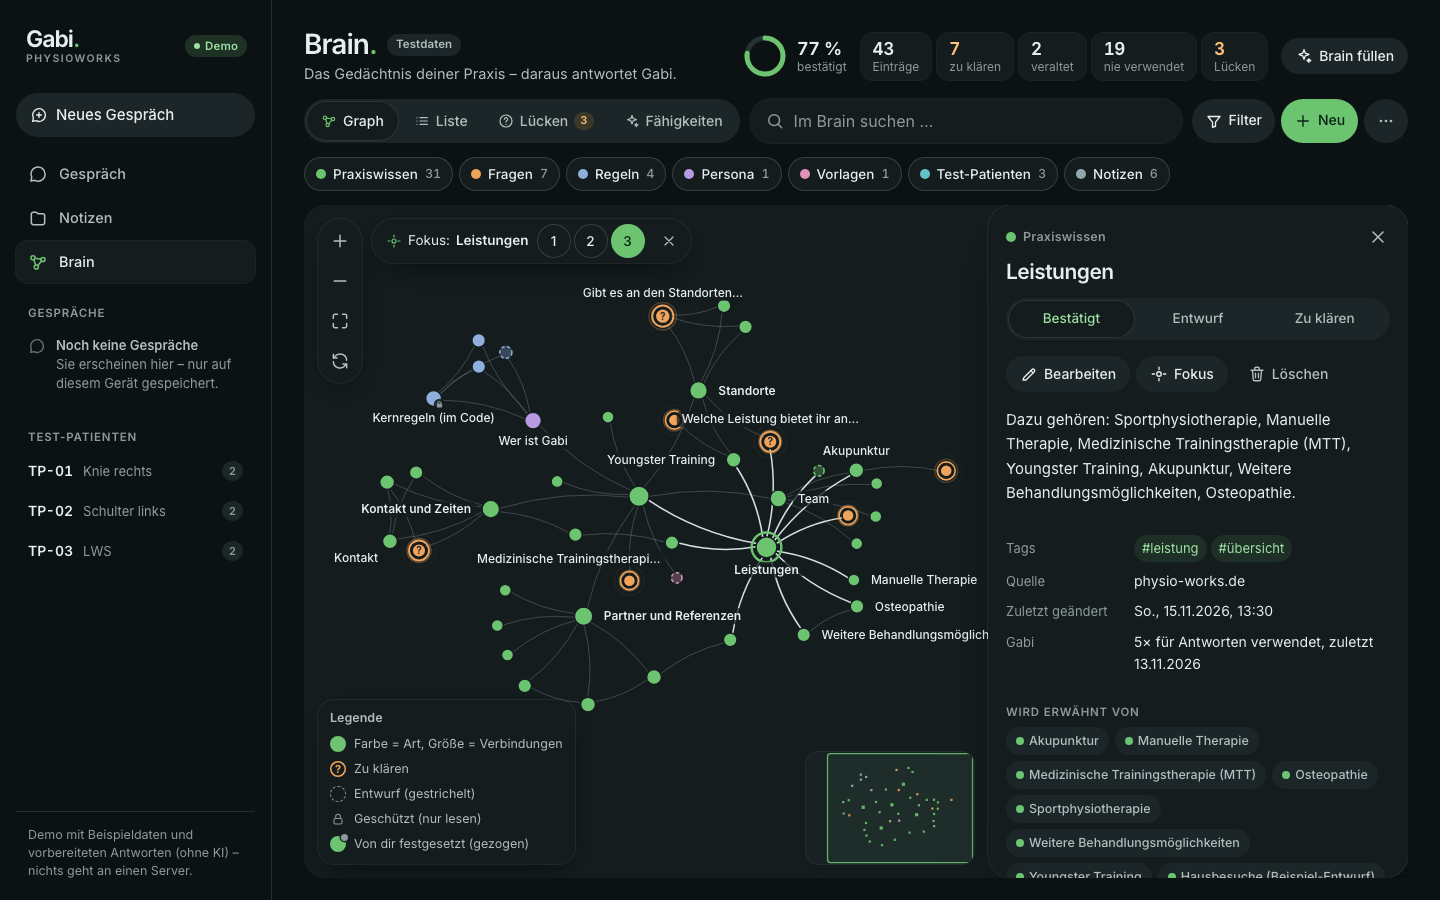 Gabi.
PHYSIOWORKS
Demo
Neues Gespräch
Gespräch
Notizen
Brain
GESPRÄCHE
Noch keine Gespräche
Sie erscheinen hier – nur auf
diesem Gerät gespeichert.
TEST-PATIENTEN
TP-01 Knie rechts 2
TP-02 Schulter links 2
TP-03 LWS 2
Demo mit Beispieldaten und
vorbereiteten Antworten (ohne KI) –
nichts geht an einen Server.
Brain. Testdaten
Das Gedächtnis deiner Praxis – daraus antwortet Gabi.
77 %
bestätigt
43
Einträge
7
zu klären
2
veraltet
19
nie verwendet
3
Lücken
Brain füllen
Graph
Liste
Lücken 3
Fähigkeiten
Im Brain suchen ...
Filter
+ Neu
...
Praxiswissen 31
Fragen 7
Regeln 4
Persona 1
Vorlagen 1
Test-Patienten 3
Notizen 6
Fokus: Leistungen 1 2 3
Gibt es an den Standorten...
Standorte
Kernregeln (im Code)
Welche Leistung bietet ihr an...
Wer ist Gabi
Akupunktur
Youngster Training
Team
Kontakt und Zeiten
Kontakt
Medizinische Trainingstherapi...
Leistungen
Manuelle Therapie
Osteopathie
Partner und Referenzen
Weitere Behandlungsmöglich
Legende
Farbe = Art, Größe = Verbindungen
? Zu klären
Entwurf (gestrichelt)
Geschützt (nur lesen)
Von dir festgesetzt (gezogen)
Praxiswissen
Leistungen
Bestätigt
Entwurf
Zu klären
Bearbeiten
Fokus
Löschen
Dazu gehören: Sportphysiotherapie, Manuelle
Therapie, Medizinische Trainingstherapie (MTT),
Youngster Training, Akupunktur, Weitere
Behandlungsmöglichkeiten, Osteopathie.
Tags #leistung #übersicht
Quelle physio-works.de
Zuletzt geändert So., 15.11.2026, 13:30
Gabi 5× für Antworten verwendet, zuletzt
13.11.2026
WIRD ERWÄHNT VON
Akupunktur
Manuelle Therapie
Medizinische Trainingstherapie (MTT)
Osteopathie
Sportphysiotherapie
Weitere Behandlungsmöglichkeiten
Youngster Training
Hausbesuche (Beispiel-Entwurf)